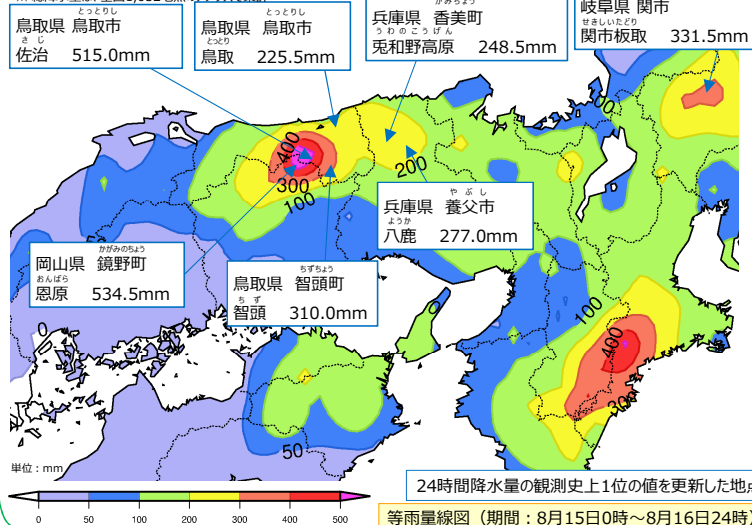 とっとりし
鳥取県 鳥取市
さじ
佐治 515.0mm
とっとりし
鳥取県 鳥取市
とっとり
鳥取 225.5mm
かみちょう
兵庫県 香美町
うわのこうげん
兎和野高原 248.5mm
岐阜県 関市
せきしいたどり
関市板取 331.5mm
400
300
100
200
やぶし
兵庫県 養父市
ようか
八鹿 277.0mm
かがみのちょう
岡山県 鏡野町
おんばら
恩原 534.5mm
ちずちょう
鳥取県 智頭町
ちず
智頭 310.0mm
0
100
400
300
50
単位:mm
0 50 100 200 300 400 500
24時間降水量の観測史上1位の値を更新した地点
等雨量線図(期間:8月15日0時~8月16日24時)